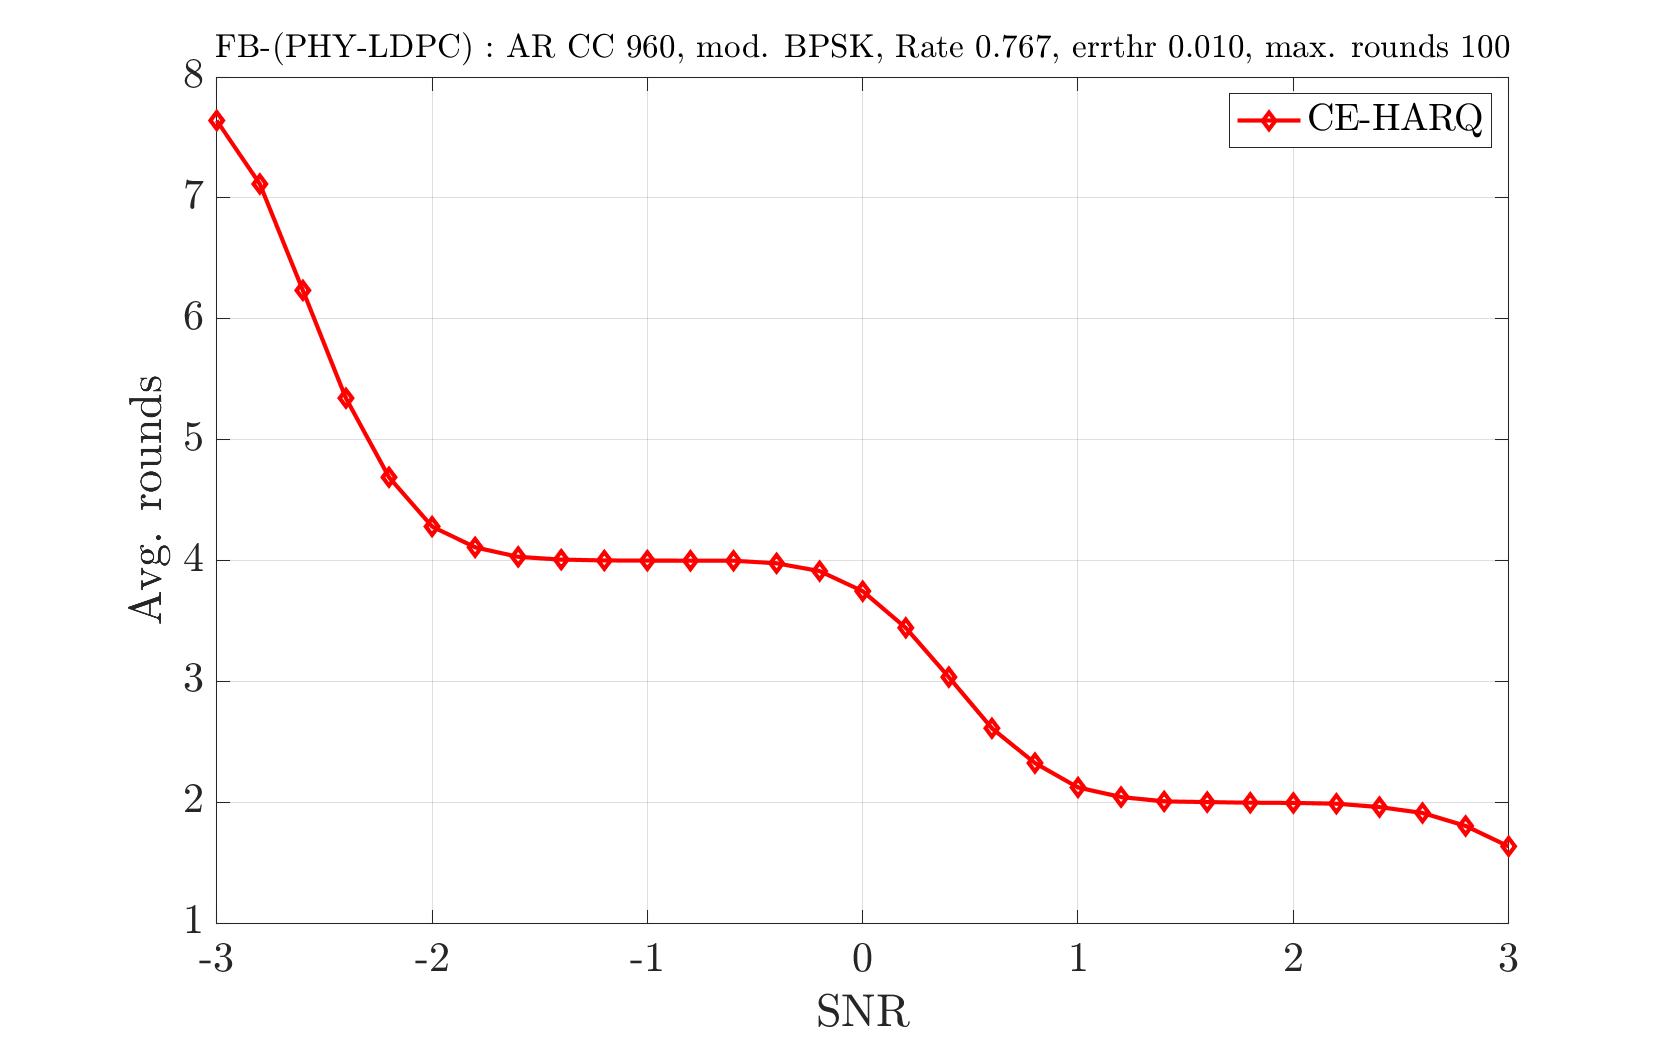 FB-(PHY-LDPC) : AR CC 960, mod. BPSK, Rate 0.767, errthr 0.010, max. rounds 100
CE-HARQ
8
7
6
5
4
3
2
1
Avg. rounds
-3 -2 -1 0 1 2 3
SNR